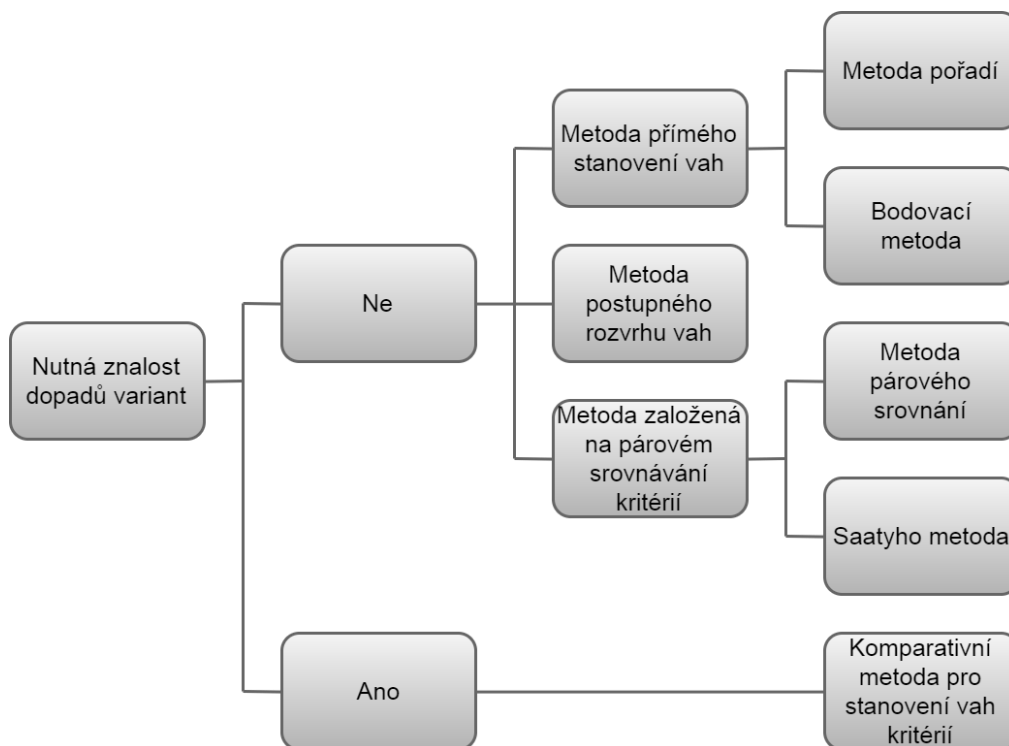 Nutná znalost
dopadů variant
Ne
Metoda přímého
stanovení vah
Metoda pořadí
Bodovací
metoda
Metoda
postupného
rozvrhu vah
Metoda založená
na párovém
srovnávání
kritérií
Metoda
párového
srovnání
Saatyho metoda
Ano
Komparativní
metoda pro
stanovení vah
kritérií